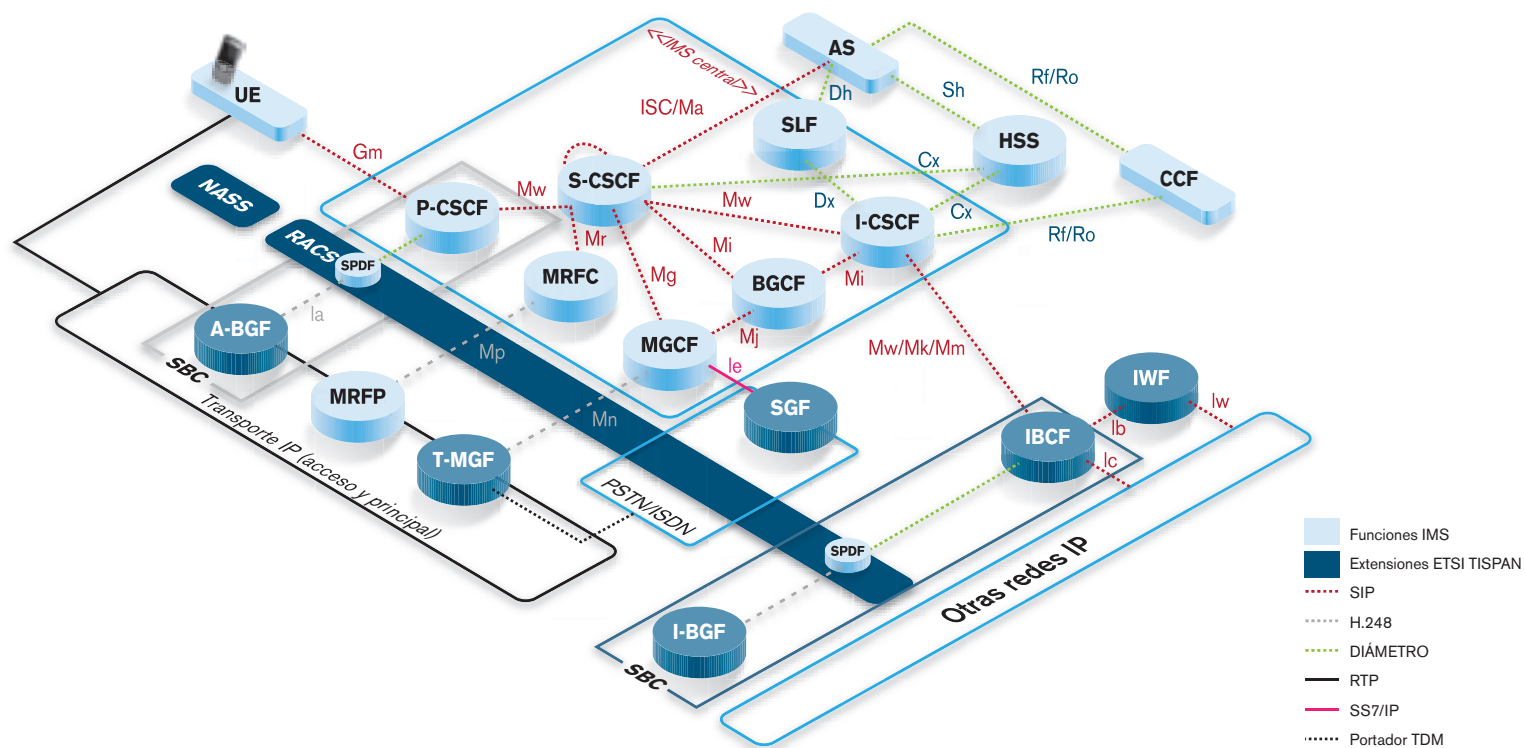 AS
<<IMS central>>
UE
Rf/Ro
Dh
Sh
ISC/Ma
SLF
HSS
Gm
Cx
CCF
NASS
S-CSCF
Mw
P-CSCF
Mw
Dx
Cx
I-CSCF
Rf/Ro
RACS
SPDF
Mr
Mi
MRFC
Mg
BGCF
Mi
Ia
A-BGF
Mj
MGCF
Mw/Mk/Mm
Mp
Ie
SBC
IWF
MRFP
SGF
Iw
Mn
Ib
IBCF
Transporte IP (acceso y principal)
T-MGF
Ic
PSTN/ISDN
SPDF
Otras redes IP
I-BGF
SBC
Funciones IMS
Extensiones ETSI TISPAN
SIP
H.248
DIÁMETRO
RTP
SS7/IP
Portador TDM